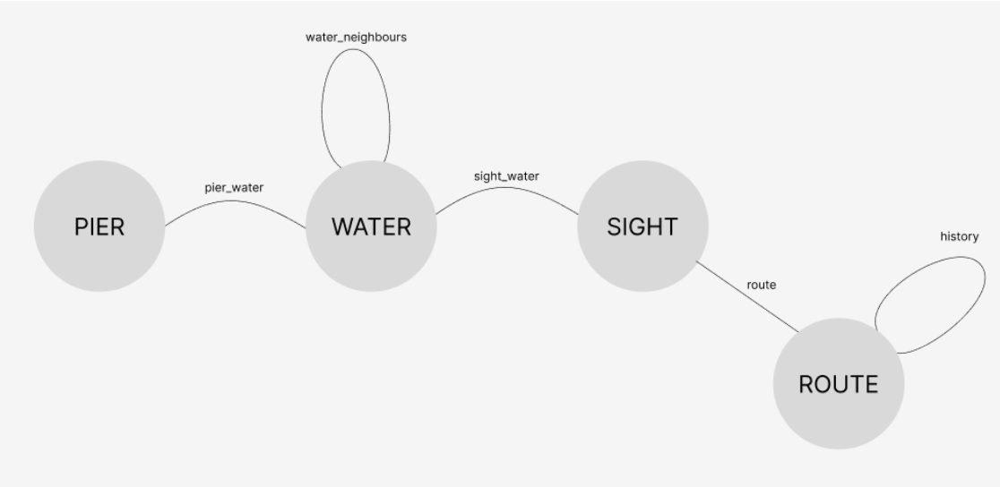 water_neighbours
pier_water
sight_water
PIER
WATER
SIGHT
history
route
ROUTE